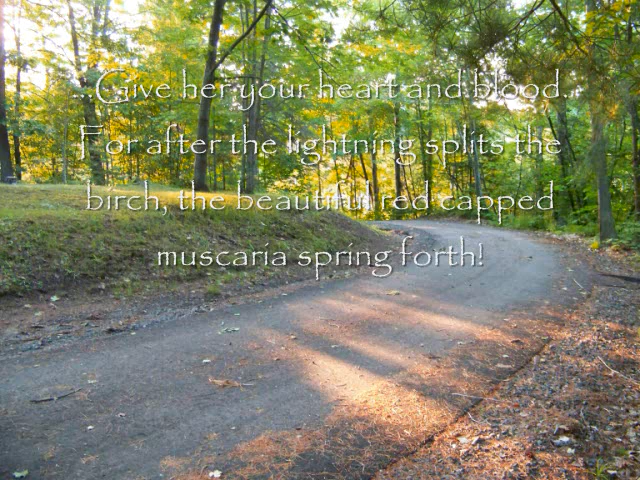 ...Give her your heart and blood...
For after the lightning splits the
birch, the beautiful red capped
muscaria spring forth!